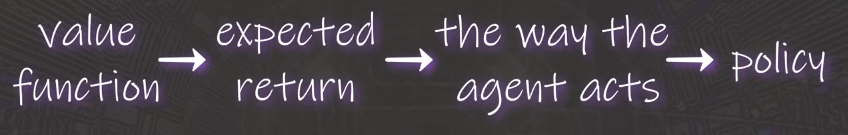 value
function → expected
return → the way the
agent acts → policy